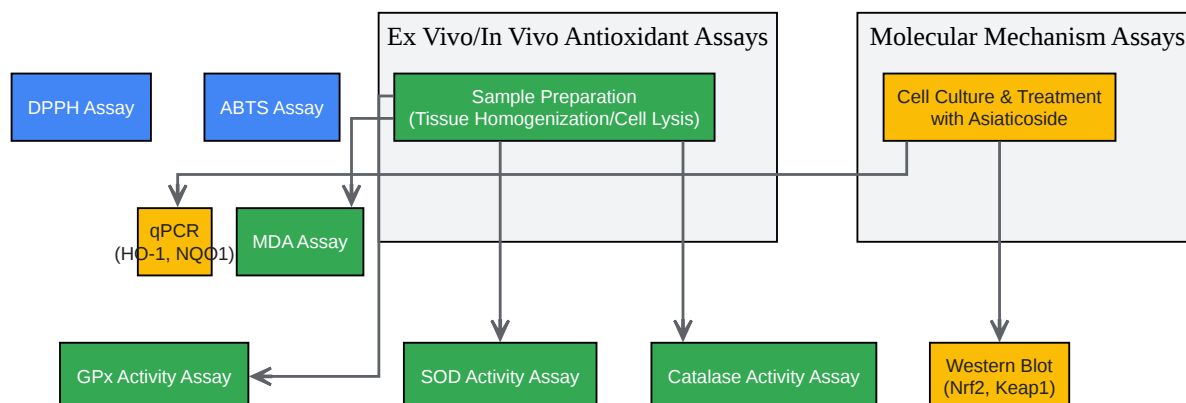 Ex Vivo/In Vivo Antioxidant Assays
Molecular Mechanism Assays
DPPH Assay
ABTS Assay
Sample Preparation
(Tissue Homogenization/Cell Lysis)
Cell Culture & Treatment
with Asiaticoside
qPCR
(HO-1, NQO1)
MDA Assay
GPx Activity Assay
SOD Activity Assay
Catalase Activity Assay
Western Blot
(Nrf2, Keap1)